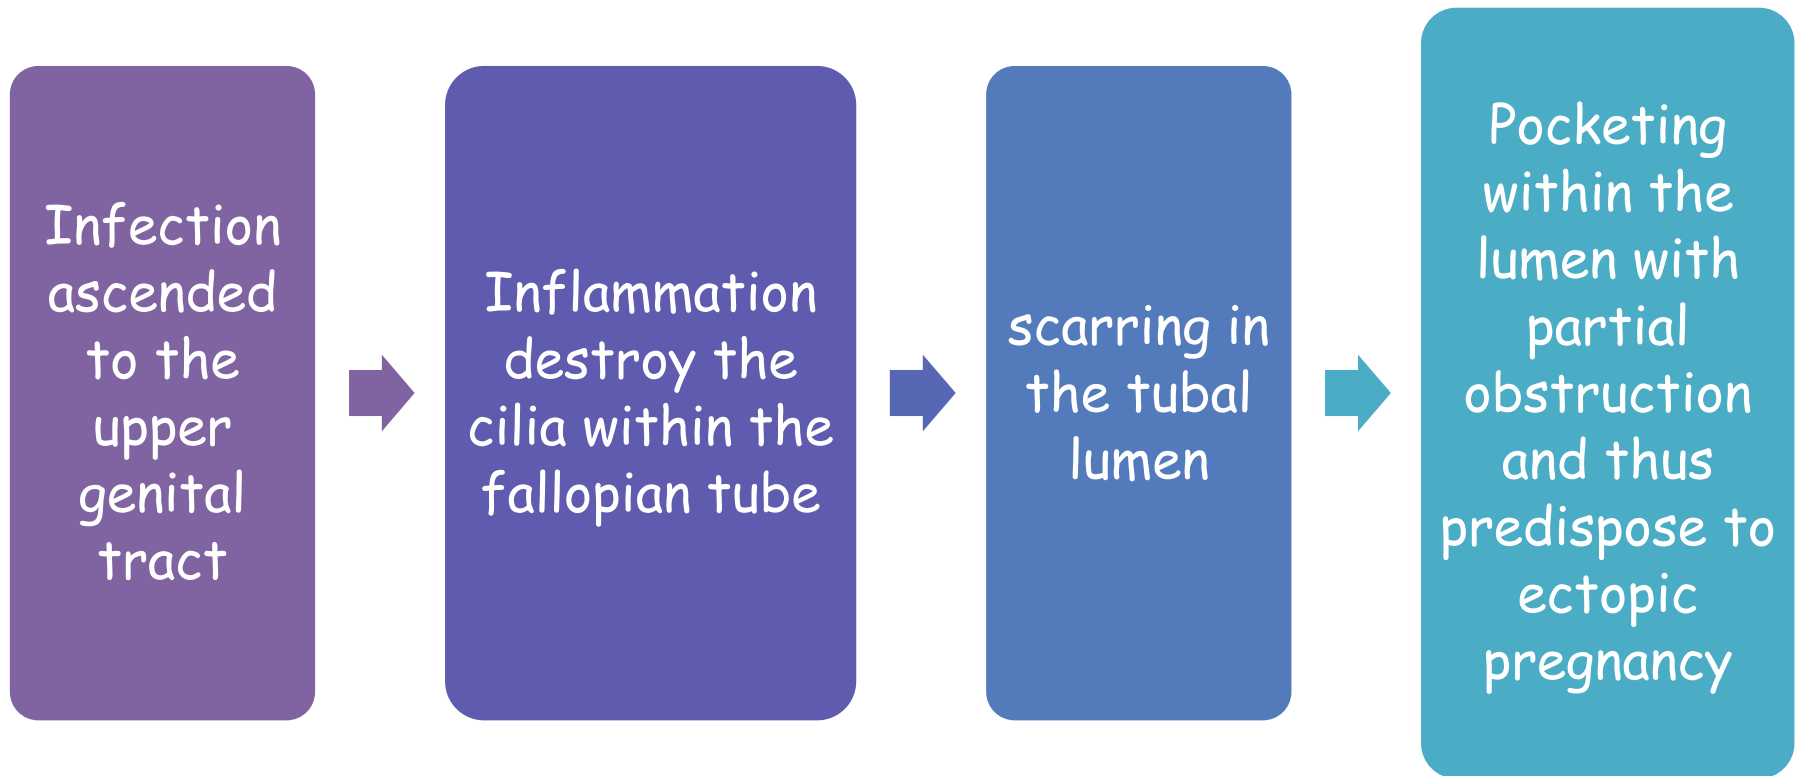 Infection
ascended
to the
upper
genital
tract
Inflammation
destroy the
cilia within the
fallopian tube
scarring in
the tubal
lumen
Pocketing
within the
lumen with
partial
obstruction
and thus
predispose to
ectopic
pregnancy